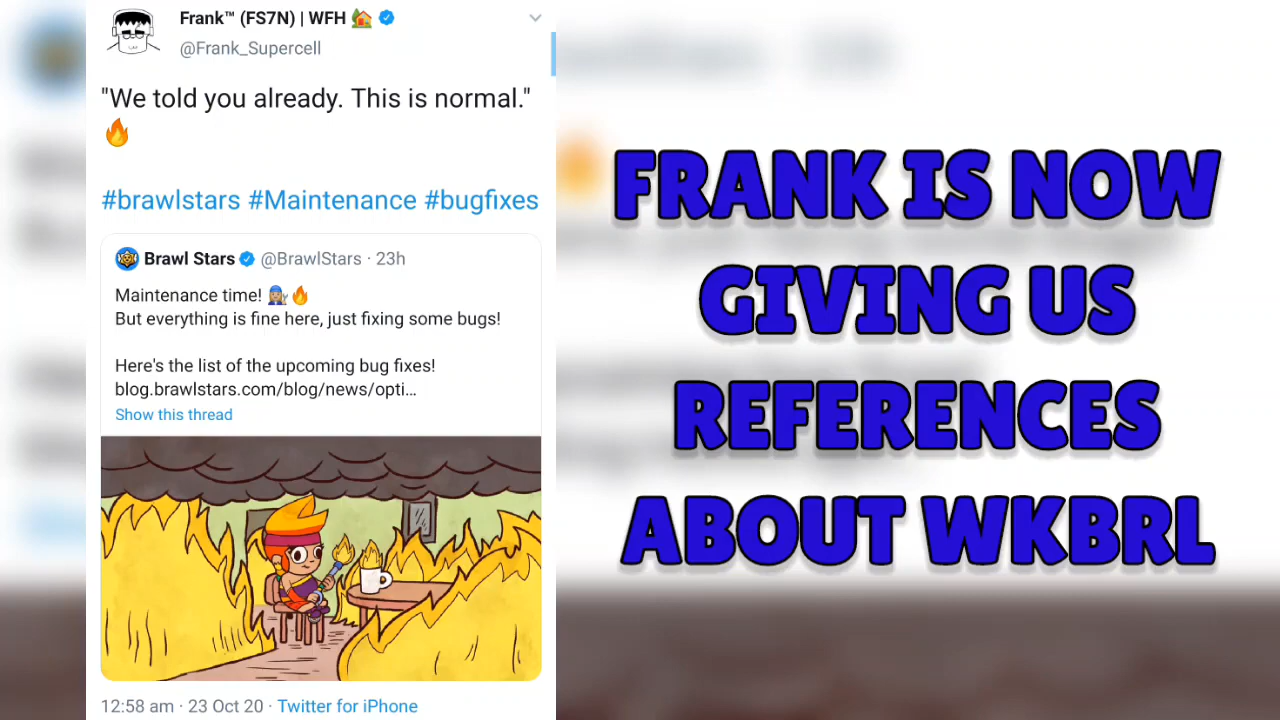 Frank™ (FS7N) | WFH 🏡
@Frank_Supercell
"We told you already. This is normal."
🔥
#brawlstars #Maintenance #bugfixes
Brawl Stars @BrawlStars · 23h
Maintenance time! 👩🏼‍🔧🔥
But everything is fine here, just fixing some bugs!
Here's the list of the upcoming bug fixes!
blog.brawlstars.com/blog/news/opti...
Show this thread
12:58 am · 23 Oct 20 · Twitter for iPhone
FRANK IS NOW
GIVING US
REFERENCES
ABOUT WKBRL